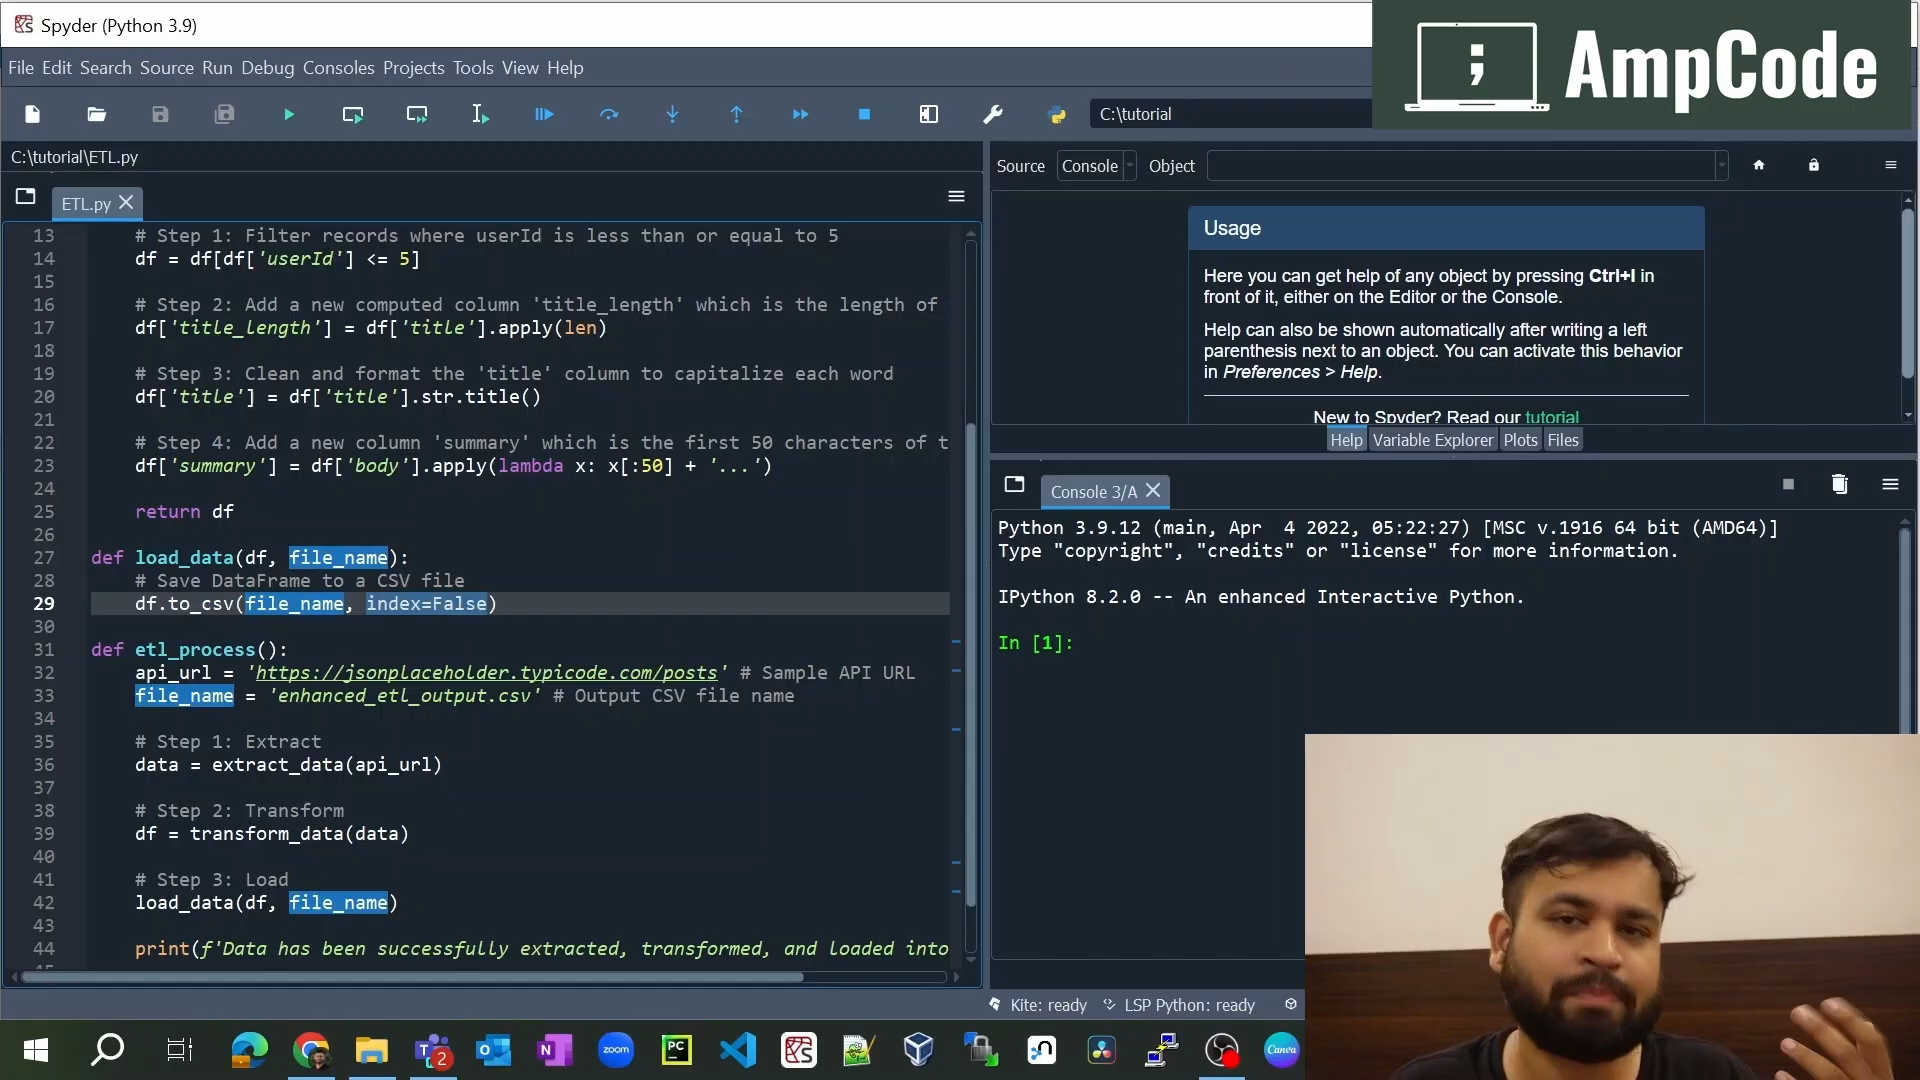 Spyder (Python 3.9)
;
AmpCode
File Edit Search Source Run Debug Consoles Projects Tools View Help
C:\tutorial
C:\tutorial\ETL.py
ETL.py
13 # Step 1: Filter records where userId is less than or equal to 5
14 df = df[df['userId'] <= 5]
15
16 # Step 2: Add a new computed column 'title_length' which is the length of
17 df['title_length'] = df['title'].apply(len)
18
19 # Step 3: Clean and format the 'title' column to capitalize each word
20 df['title'] = df['title'].str.title()
21
22 # Step 4: Add a new column 'summary' which is the first 50 characters of t
23 df['summary'] = df['body'].apply(lambda x: x[:50] + '...')
24
25 return df
26
27 def load_data(df, file_name):
28 # Save DataFrame to a CSV file
29 df.to_csv(file_name, index=False)
30
31 def etl_process():
32 api_url = 'https://jsonplaceholder.typicode.com/posts' # Sample API URL
33 file_name = 'enhanced_etl_output.csv' # Output CSV file name
34
35 # Step 1: Extract
36 data = extract_data(api_url)
37
38 # Step 2: Transform
39 df = transform_data(data)
40
41 # Step 3: Load
42 load_data(df, file_name)
43
44 print(f'Data has been successfully extracted, transformed, and loaded into
Source Console Object
Usage
Here you can get help of any object by pressing Ctrl+I in
front of it, either on the Editor or the Console.
Help can also be shown automatically after writing a left
parenthesis next to an object. You can activate this behavior
in Preferences > Help.
New to Spyder? Read our tutorial
Help Variable Explorer Plots Files
Console 3/A
Python 3.9.12 (main, Apr 4 2022, 05:22:27) [MSC v.1916 64 bit (AMD64)]
Type "copyright", "credits" or "license" for more information.
IPython 8.2.0 -- An enhanced Interactive Python.
In [1]:
Kite: ready LSP Python: ready
2
zoom
PC
Canva